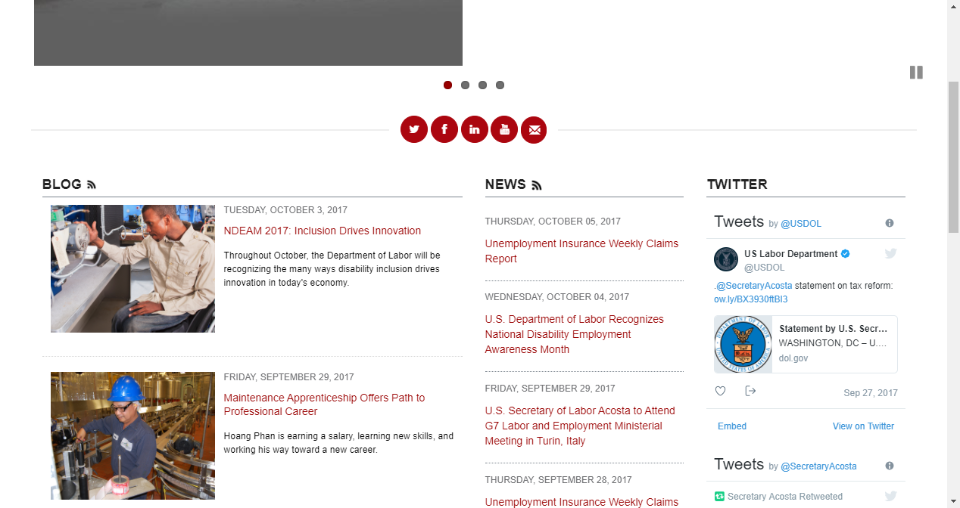 BLOG
TUESDAY, OCTOBER 3, 2017
NDEAM 2017: Inclusion Drives Innovation
Throughout October, the Department of Labor will be
recognizing the many ways disability inclusion drives
innovation in today's economy.
FRIDAY, SEPTEMBER 29, 2017
Maintenance Apprenticeship Offers Path to
Professional Career
Hoang Phan is earning a salary, learning new skills, and
working his way toward a new career.
NEWS
THURSDAY, OCTOBER 05, 2017
Unemployment Insurance Weekly Claims
Report
WEDNESDAY, OCTOBER 04, 2017
U.S. Department of Labor Recognizes
National Disability Employment
Awareness Month
FRIDAY, SEPTEMBER 29, 2017
U.S. Secretary of Labor Acosta to Attend
G7 Labor and Employment Ministerial
Meeting in Turin, Italy
THURSDAY, SEPTEMBER 28, 2017
Unemployment Insurance Weekly Claims
TWITTER
Tweets by @USDOL
US Labor Department
@USDOL
.@SecretaryAcosta statement on tax reform:
ow.ly/BX3930ftBI3
Statement by U.S. Secr...
WASHINGTON, DC – U....
dol.gov
Sep 27, 2017
Embed
View on Twitter
Tweets by @SecretaryAcosta
Secretary Acosta Retweeted